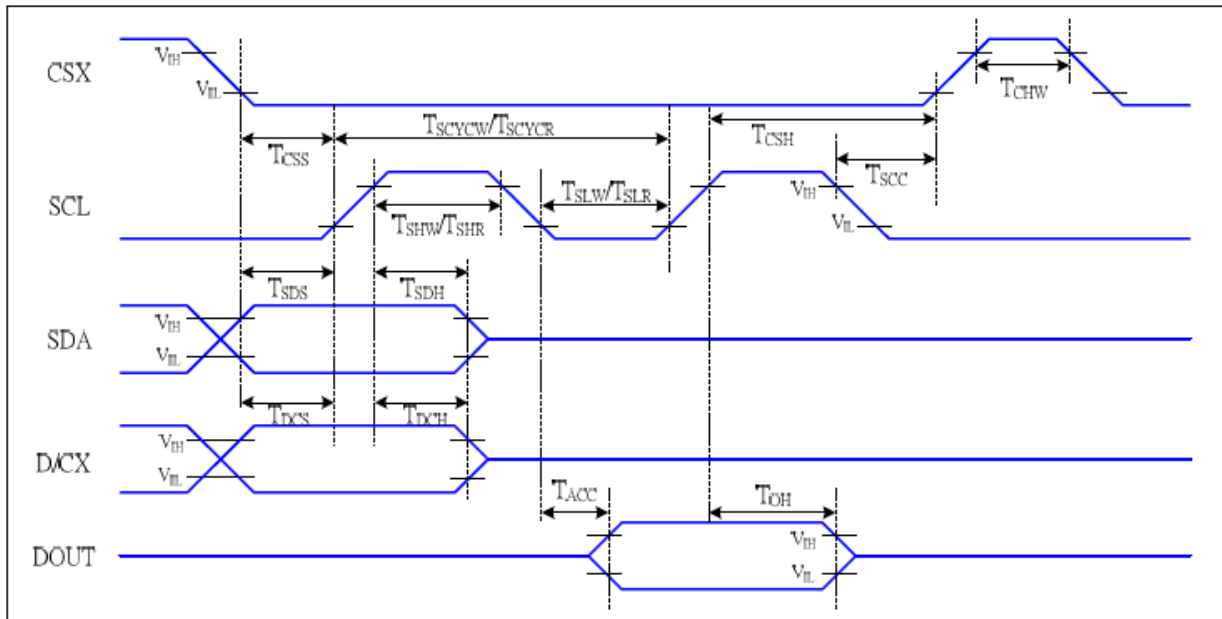 CSX
VIH
VIL
TCHW
TCSS
TSCYCW/TSCYCR
TCSH
TSCC
SCL
TSHW/TSHR
TSLW/TSLR
VIH
VIL
TSDS
TSDH
SDA
VIH
VIL
TDCS
TDCH
D/CX
VIH
VIL
TACC
TOH
DOUT
VIH
VIL